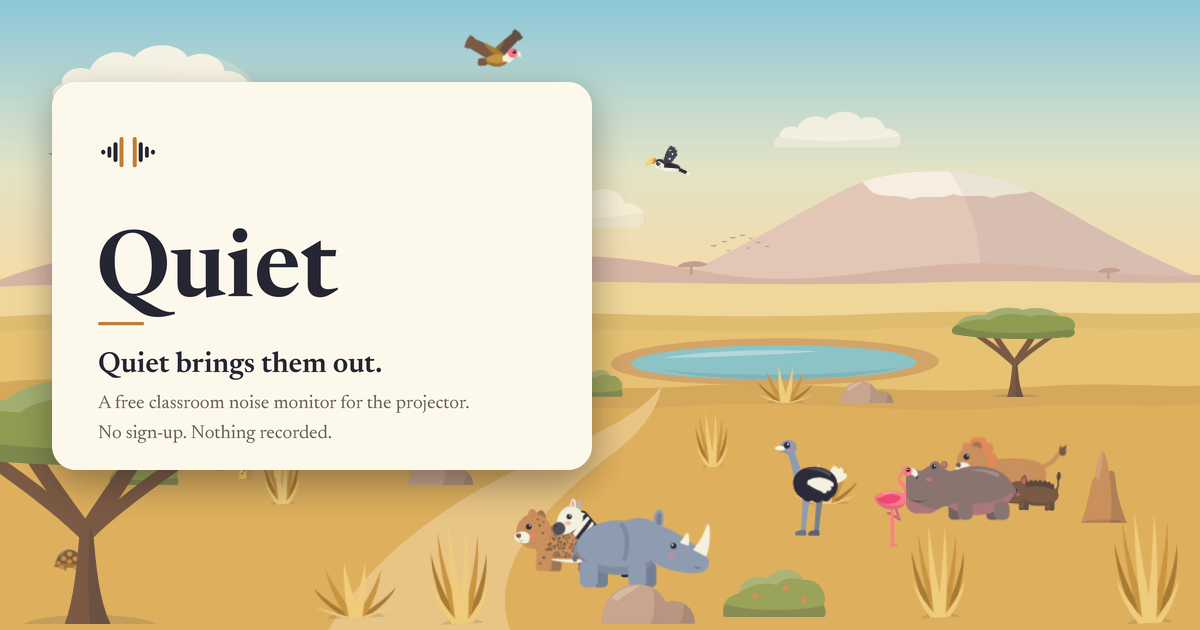 Quiet
Quiet brings them out.
A free classroom noise monitor for the projector.
No sign-up. Nothing recorded.